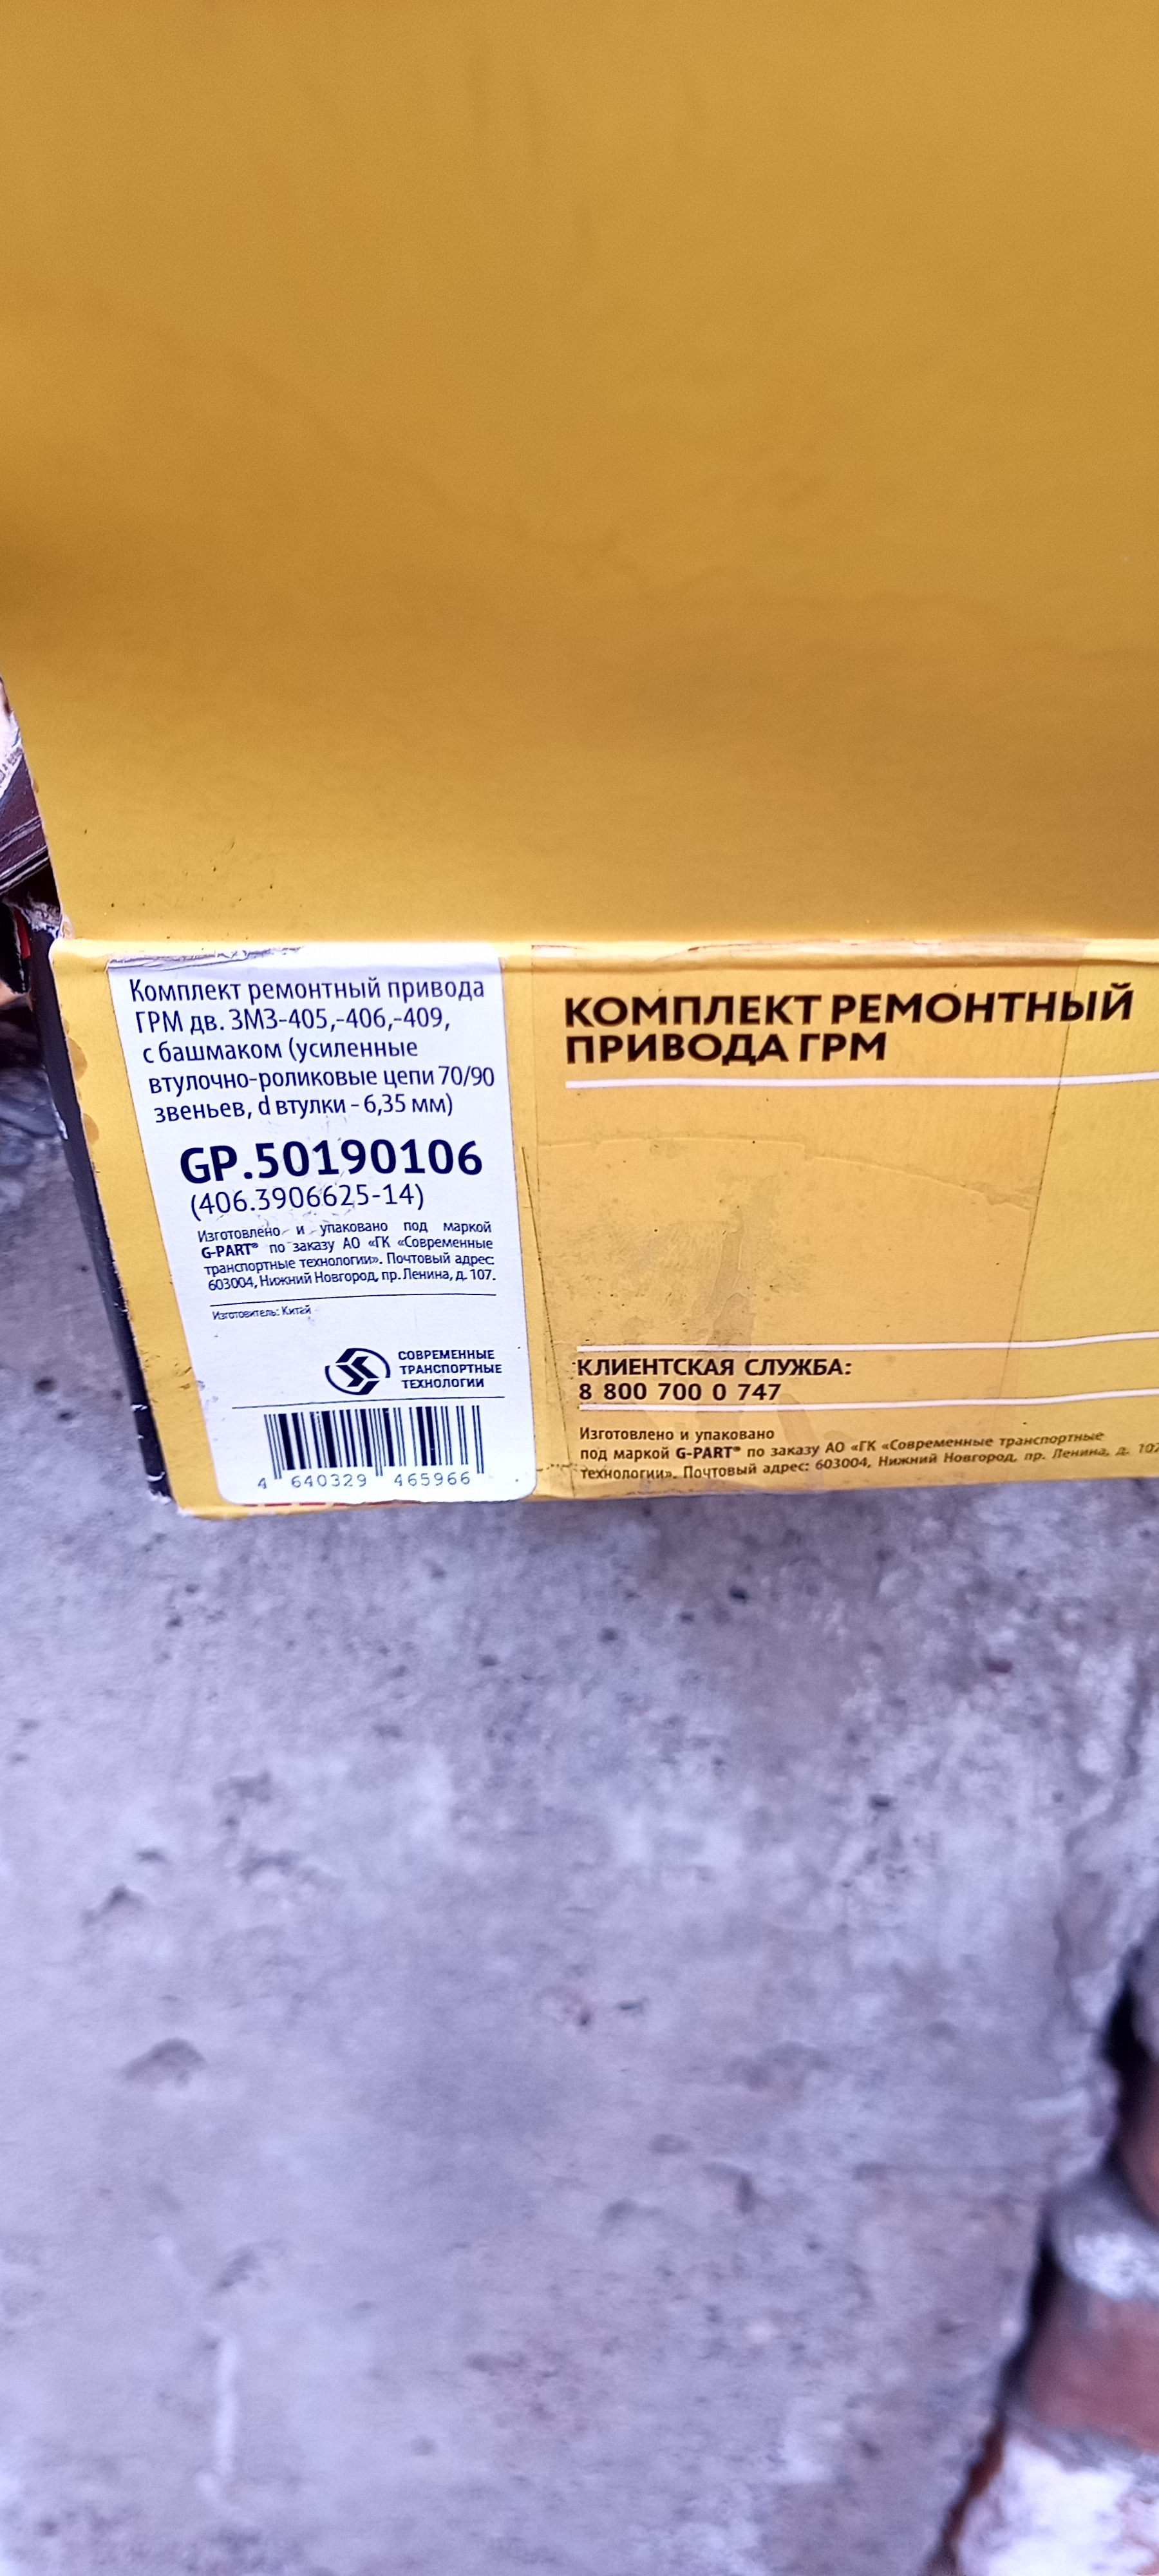 Комплект ремонтный привода
ГРМ дв. ЗМЗ-405,-406,-409,
с башмаком (усиленные
втулочно-роликовые цепи 70/90
звеньев, d втулки - 6,35 мм)
GP.50190106
(406.3906625-14)
Изготовлено и упаковано под маркой
G-PART® по заказу АО «ГК «Современные
транспортные технологии». Почтовый адрес:
603004, Нижний Новгород, пр. Ленина, д. 107.
Изготовитель: Китай
СОВРЕМЕННЫЕ
ТРАНСПОРТНЫЕ
ТЕХНОЛОГИИ
4 640329 465966
КОМПЛЕКТ РЕМОНТНЫЙ
ПРИВОДА ГРМ
КЛИЕНТСКАЯ СЛУЖБА:
8 800 700 0 747
Изготовлено и упаковано
под маркой G-PART® по заказу АО «ГК «Современные транспортные
технологии». Почтовый адрес: 603004, Нижний Новгород, пр. Ленина, д.